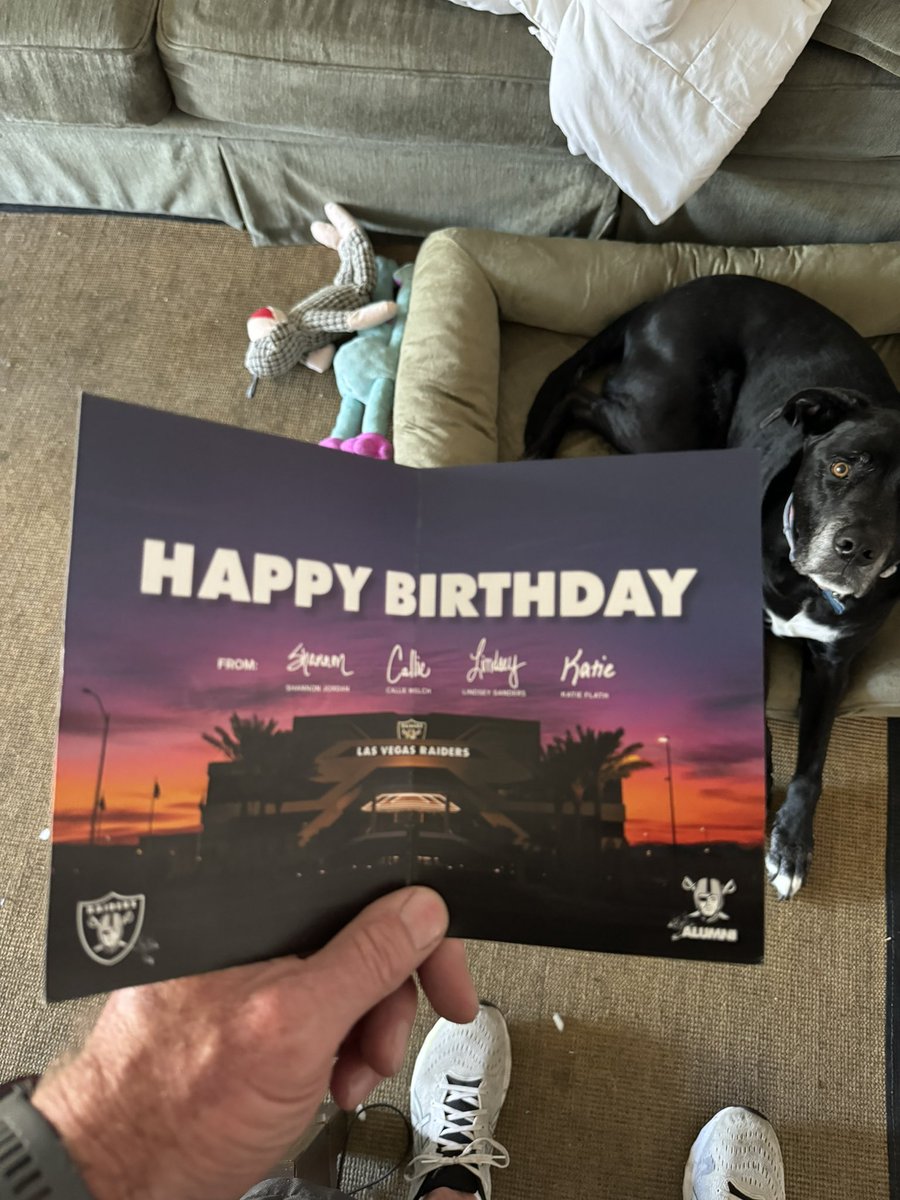 HAPPY BIRTHDAY
FROM: Shannon Callie Lindsey Katie
SHANNON JORDAN CALLIE WELCH LINDSEY SANDERS KATIE PLATH
RAIDERS
LAS VEGAS RAIDERS
RAIDERS
ALUMNI